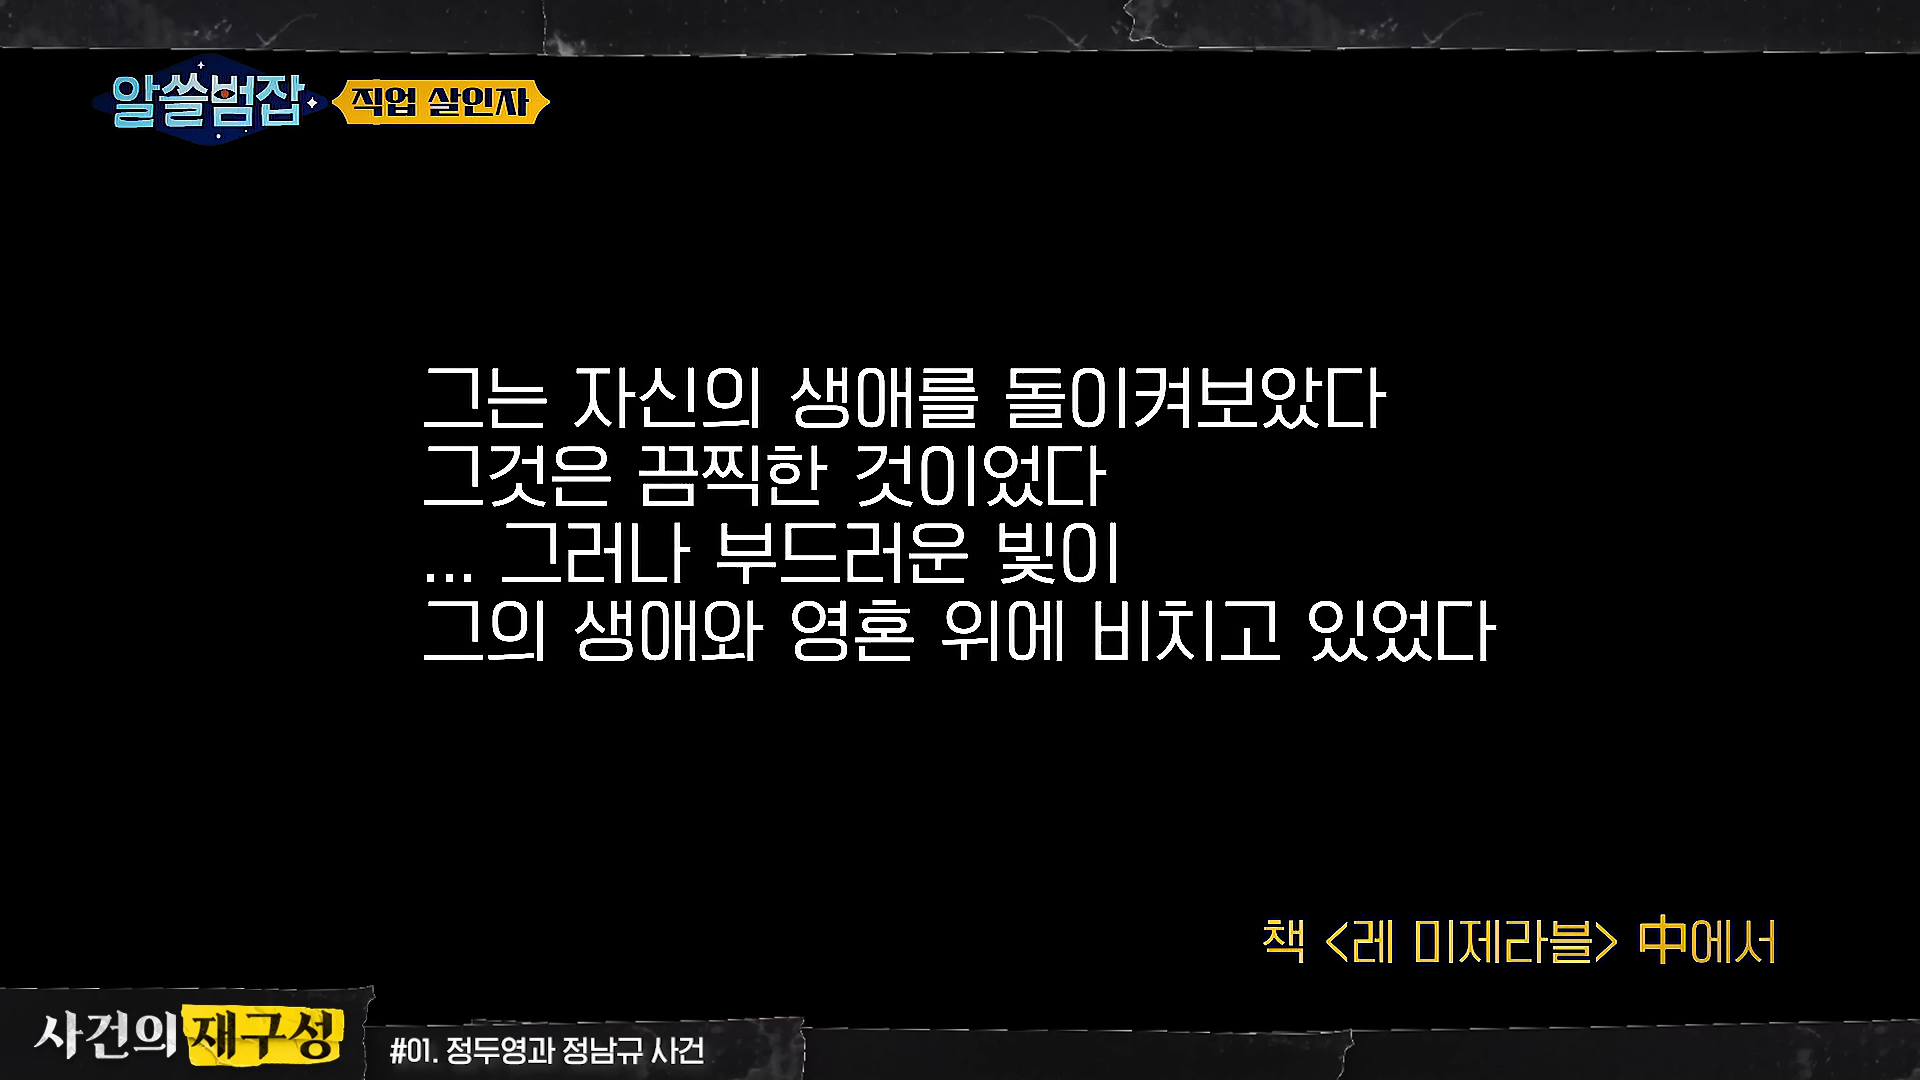 알쓸범잡
직업 살인자
그는 자신의 생애를 돌이켜보았다
그것은 끔찍한 것이었다
... 그러나 부드러운 빛이
그의 생애와 영혼 위에 비치고 있었다
책 <레 미제라블> 中에서
사건의 재구성
#01. 정두영과 정남규 사건